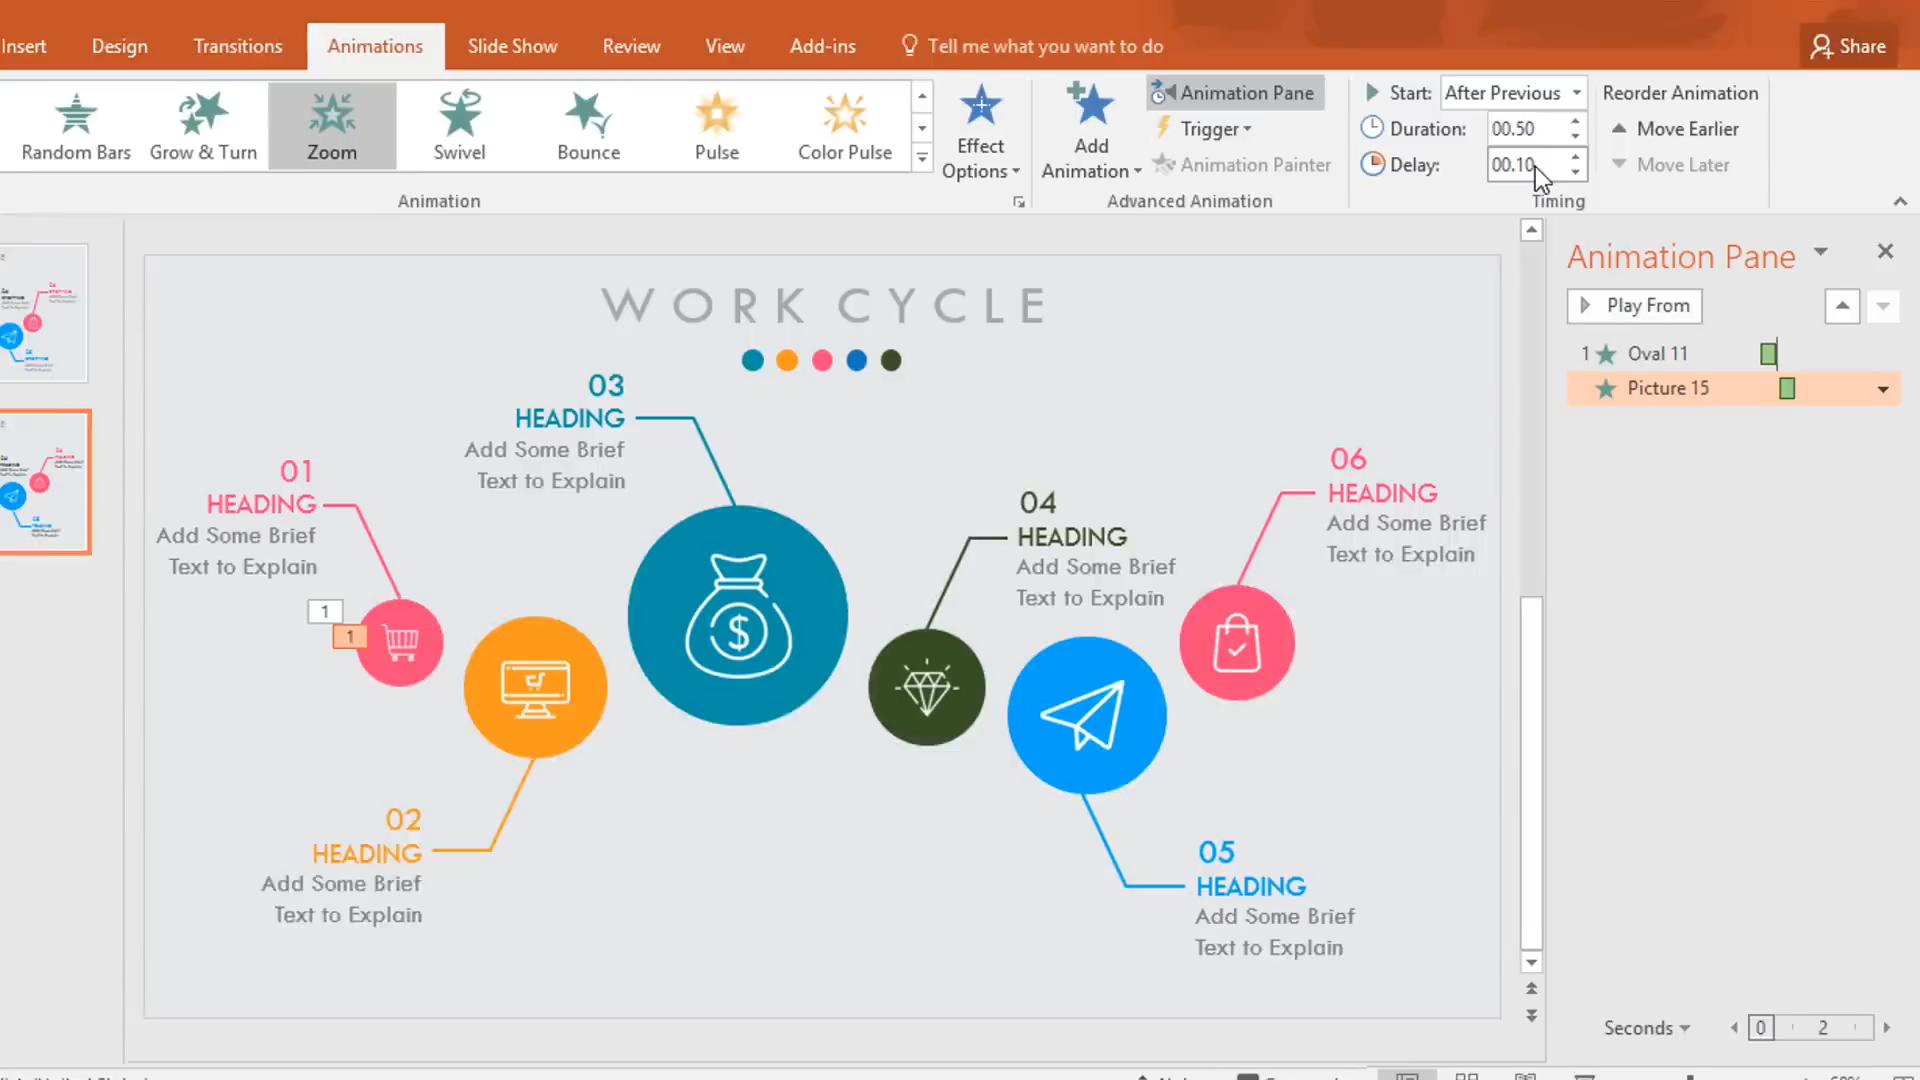 Insert Design Transitions Animations Slide Show Review View Add-ins Tell me what you want to do Share
Random Bars Grow & Turn Zoom Swivel Bounce Pulse Color Pulse
Animation
Effect
Options
Add
Animation
Animation Pane
Trigger
Animation Painter
Advanced Animation
Start: After Previous
Duration: 00.50
Delay: 00.10
Timing
Reorder Animation
Move Earlier
Move Later
WORK CYCLE
01
HEADING
Add Some Brief
Text to Explain
1
1
02
HEADING
Add Some Brief
Text to Explain
03
HEADING
Add Some Brief
Text to Explain
$
04
HEADING
Add Some Brief
Text to Explain
05
HEADING
Add Some Brief
Text to Explain
06
HEADING
Add Some Brief
Text to Explain
Animation Pane
Play From
1 Oval 11
Picture 15
Seconds 0 2